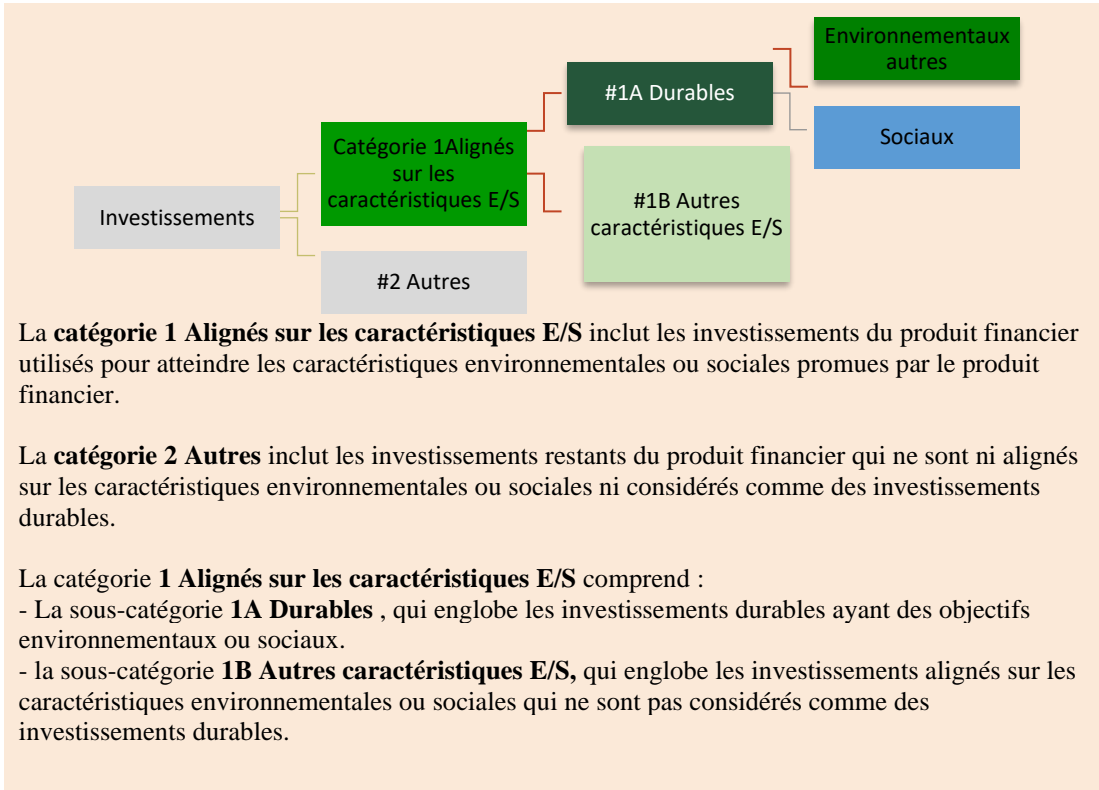 Environnementaux
autres
#1A Durables
Sociaux
Catégorie 1Alignés
sur les
caractéristiques E/S
#1B Autres
caractéristiques E/S
Investissements
#2 Autres
La catégorie 1 Alignés sur les caractéristiques E/S inclut les investissements du produit financier
utilisés pour atteindre les caractéristiques environnementales ou sociales promues par le produit
financier.
La catégorie 2 Autres inclut les investissements restants du produit financier qui ne sont ni alignés
sur les caractéristiques environnementales ou sociales ni considérés comme des investissements
durables.
La catégorie 1 Alignés sur les caractéristiques E/S comprend :
- La sous-catégorie 1A Durables , qui englobe les investissements durables ayant des objectifs
environnementaux ou sociaux.
- la sous-catégorie 1B Autres caractéristiques E/S, qui englobe les investissements alignés sur les
caractéristiques environnementales ou sociales qui ne sont pas considérés comme des
investissements durables.